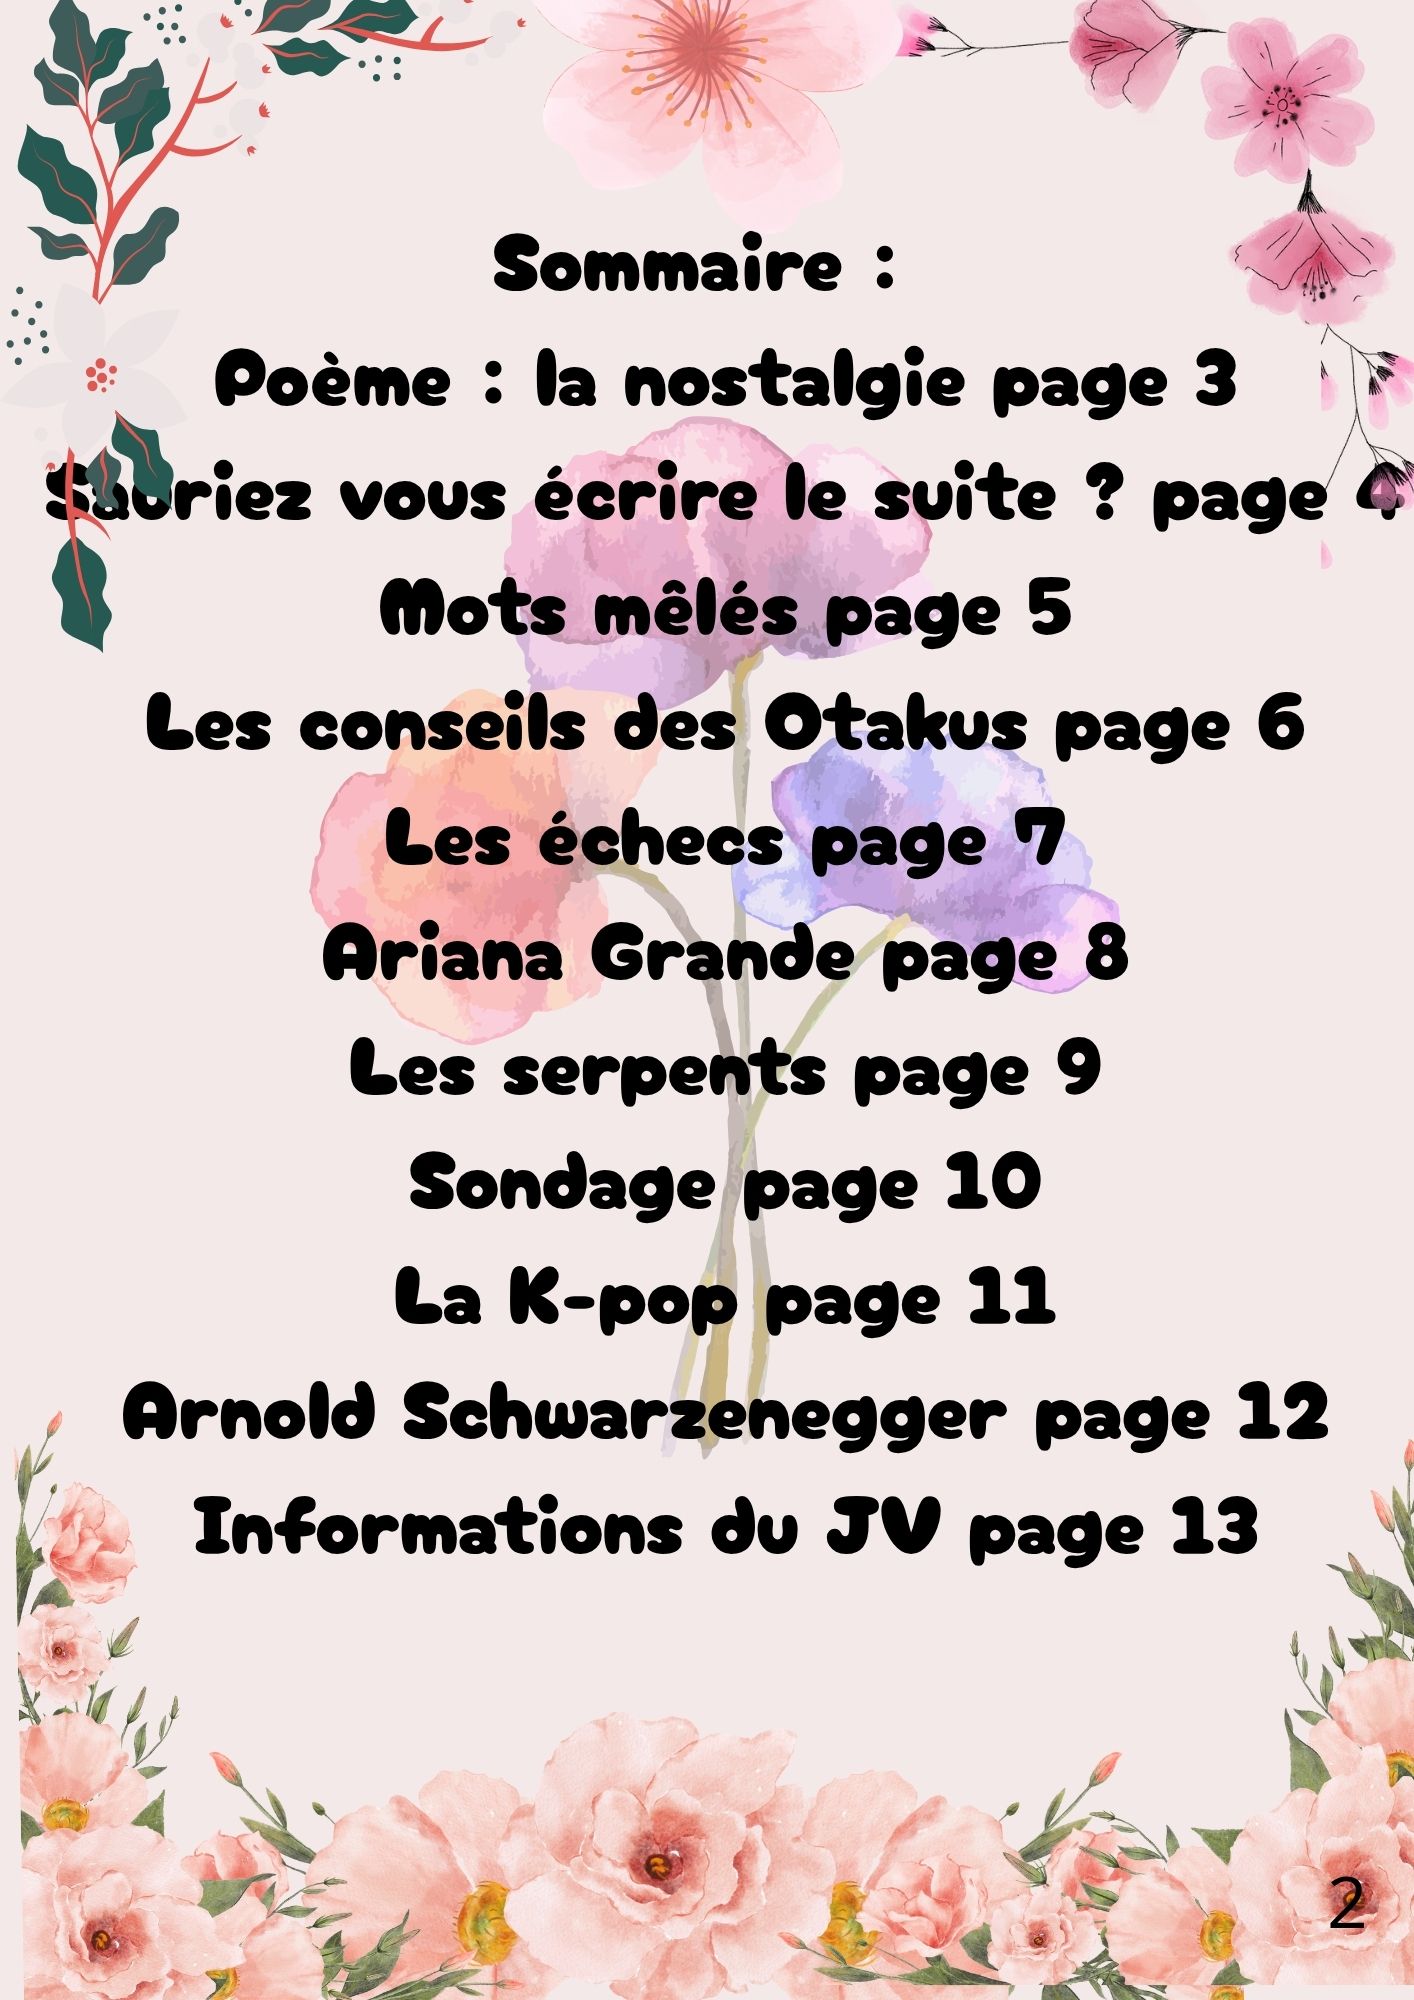 Sommaire :
Poème : la nostalgie page 3
Sauriez vous écrire le suite ? page 4
Mots mêlés page 5
Les conseils des Otakus page 6
Les échecs page 7
Ariana Grande page 8
Les serpents page 9
Sondage page 10
La K-pop page 11
Arnold Schwarzenegger page 12
Informations du JV page 13
2